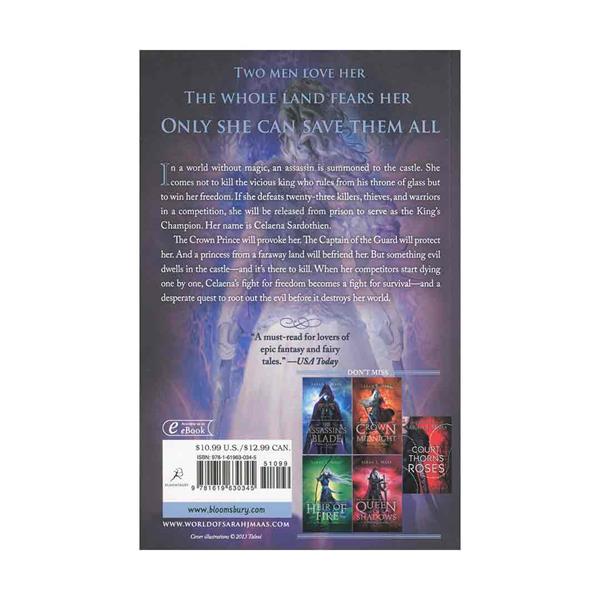 TWO MEN LOVE HER
THE WHOLE LAND FEARS HER
ONLY SHE CAN SAVE THEM ALL
In a world without magic, an assassin is summoned to the castle. She
comes not to kill the vicious king who rules from his throne of glass but
to win her freedom. If she defeats twenty-three killers, thieves, and warriors
in a competition, she will be released from prison to serve as the King's
Champion. Her name is Celaena Sardothien.
The Crown Prince will provoke her. The Captain of the Guard will protect
her. And a princess from a faraway land will befriend her. But something evil
dwells in the castle—and it's there to kill. When her competitors start dying
one by one, Celaena's fight for freedom becomes a fight for survival—and a
desperate quest to root out the evil before it destroys her world.
"A must-read for lovers of
epic fantasy and fairy
tales." —USA Today
DON'T MISS
SARAH J. MAAS
THE
ASSASSIN'S
BLADE
CROWN
MIDNIGHT
SARAH J. MAAS
COURT
THORNS
ROSES
HEIR OF
FIRE
SARAH J. MAAS
QUEEN
SHADOWS
e Available as an
eBook
$10.99 U.S./$12.99 CAN.
ISBN: 978-1-61963-034-5
51099
9 781619 630345
BLOOMSBURY
www.bloomsbury.com
WWW.WORLDOFSARAHJMAAS.COM
Cover illustrations © 2013 Talexi